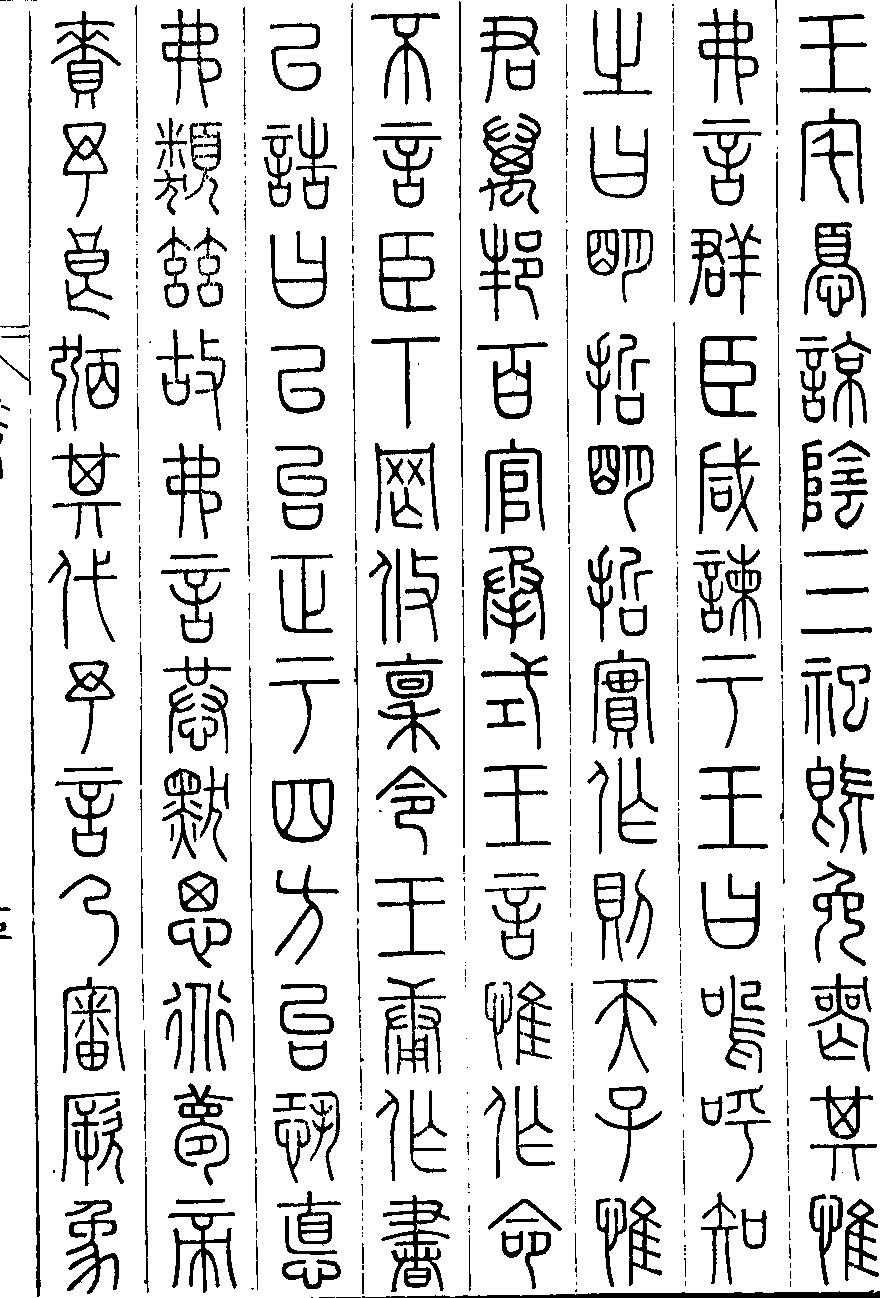 王宅憂諒陰三祀既免喪其惟
弗言群臣咸諫于王曰嗚呼知
之曰明哲明哲實作則天子惟
君萬邦百官承式王言惟作命
不言臣下罔攸稟令王庸作書
以誥曰以台正于四方台恐德
弗類茲故弗言恭默思道夢帝
賚予良弼其代予言乃審厥象